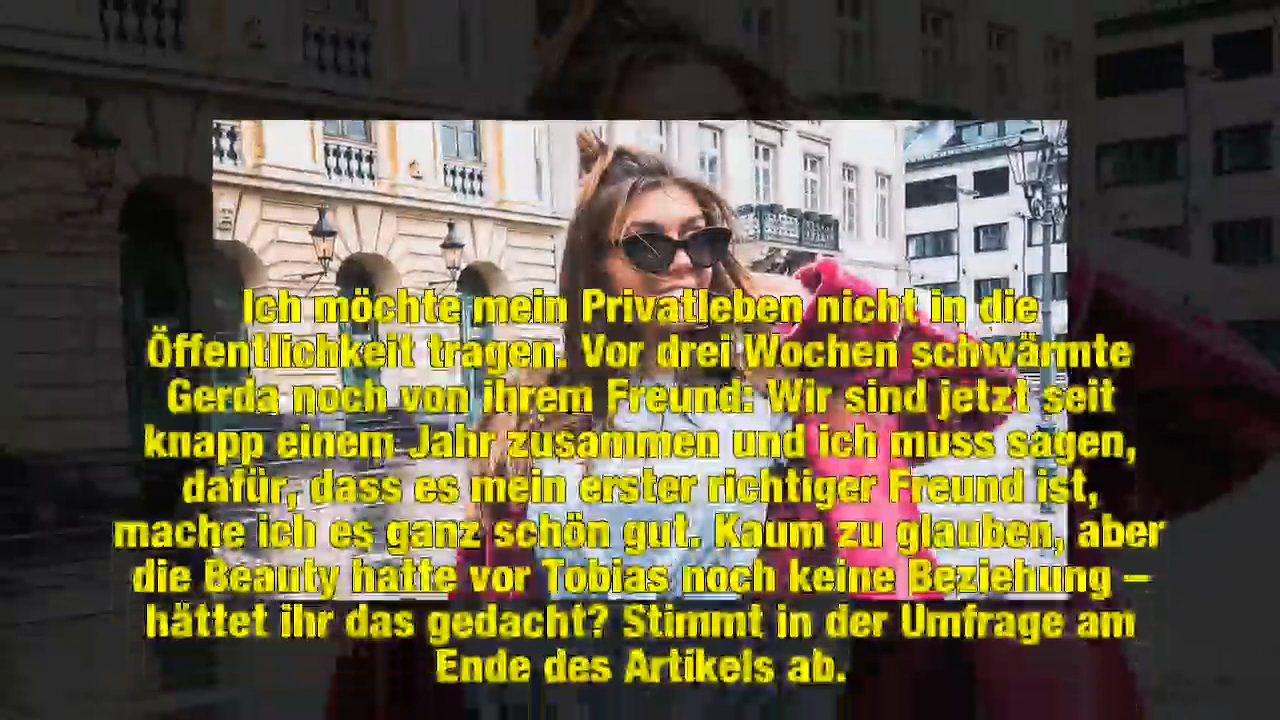 Ich möchte mein Privatleben nicht in die
Öffentlichkeit tragen. Vor drei Wochen schwärmte
Gerda noch von ihrem Freund: Wir sind jetzt seit
knapp einem Jahr zusammen und ich muss sagen,
dafür, dass es mein erster richtiger Freund ist,
mache ich es ganz schön gut. Kaum zu glauben, aber
die Beauty hatte vor Tobias noch keine Beziehung –
hättet ihr das gedacht? Stimmt in der Umfrage am
Ende des Artikels ab.